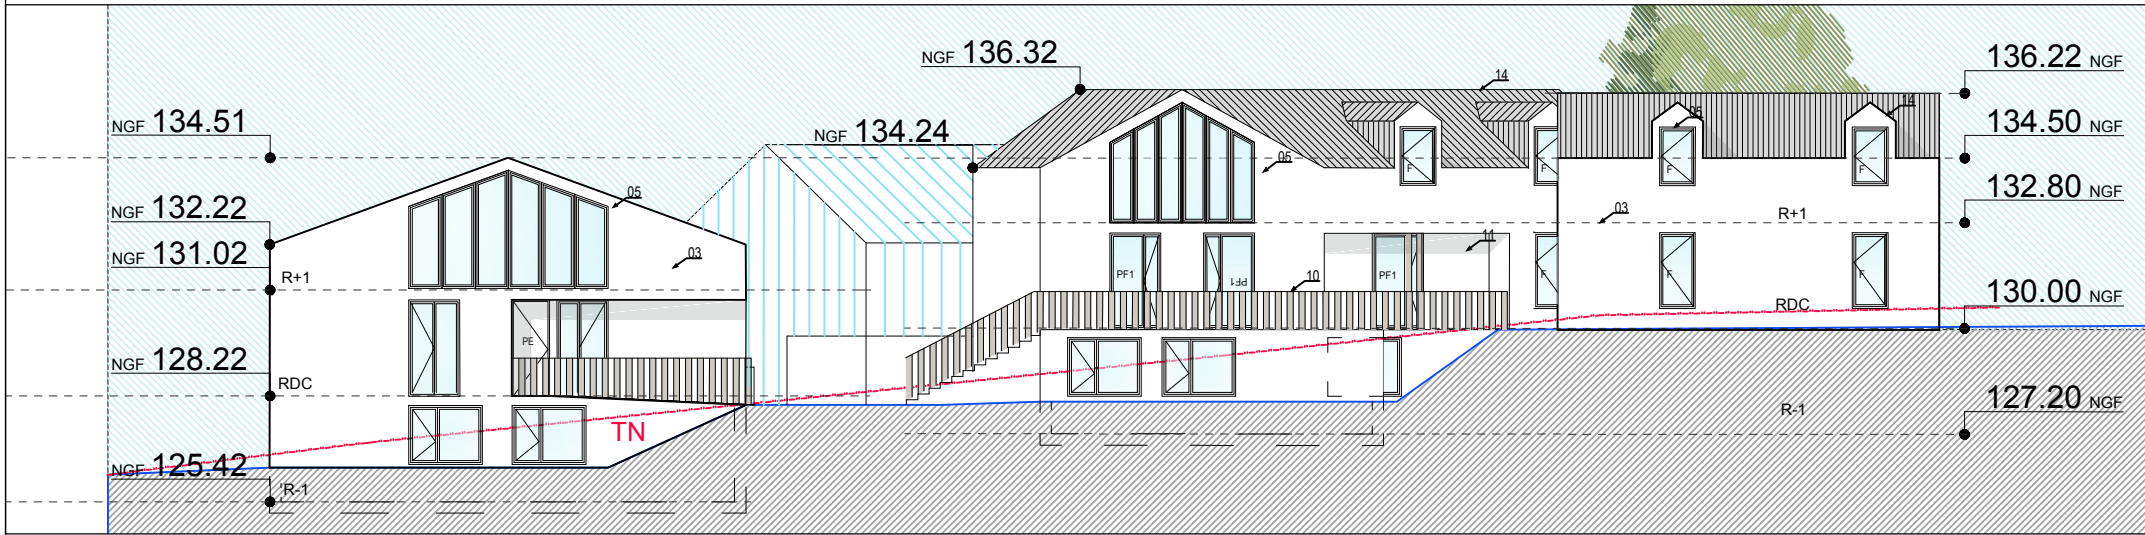 NGF 136.32
136.22 NGF
14
14
05
NGF 134.51
NGF 134.24
134.50 NGF
05
F
F
F
F
05
NGF 132.22
132.80 NGF
03
R+1
11
03
NGF 131.02
R+1
PF1
PF1
PF1
F
F
F
10
130.00 NGF
RDC
PE
NGF 128.22
RDC
127.20 NGF
R-1
TN
NGF 125.42
R-1